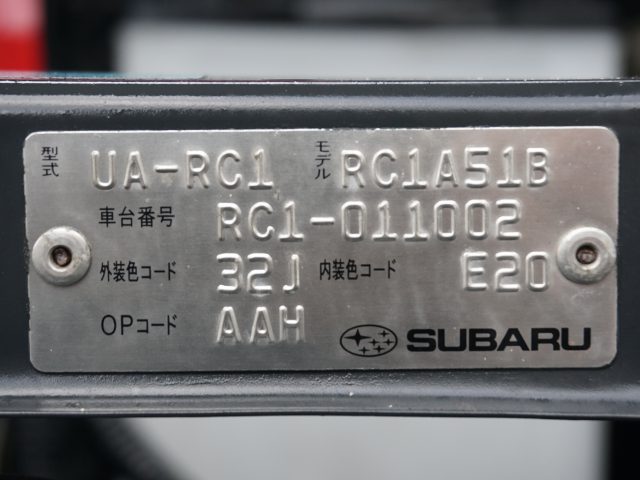 型式 UA-RC1 モデル RC1A51B
車台番号 RC1-011002
外装色コード 32J 内装色コード E20
OPコード AAH SUBARU